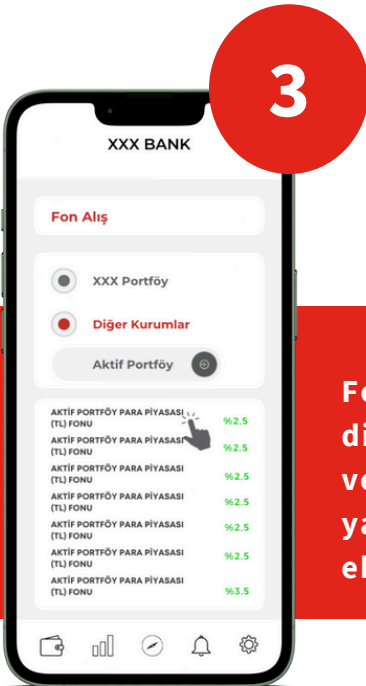 3
XXX BANK
Fon Alış
XXX Portföy
Diğer Kurumlar
Aktif Portföy
AKTİF PORTFÖY PARA PİYASASI
(TL) FONU
%2.5
AKTİF PORTFÖY PARA PİYASASI
(TL) FONU
%2.5
AKTİF PORTFÖY PARA PİYASASI
(TL) FONU
%2.5
AKTİF PORTFÖY PARA PİYASASI
(TL) FONU
%2.5
AKTİF PORTFÖY PARA PİYASASI
(TL) FONU
%2.5
AKTİF PORTFÖY PARA PİYASASI
(TL) FONU
%2.5
AKTİF PORTFÖY PARA PİYASASI
(TL) FONU
%3.5